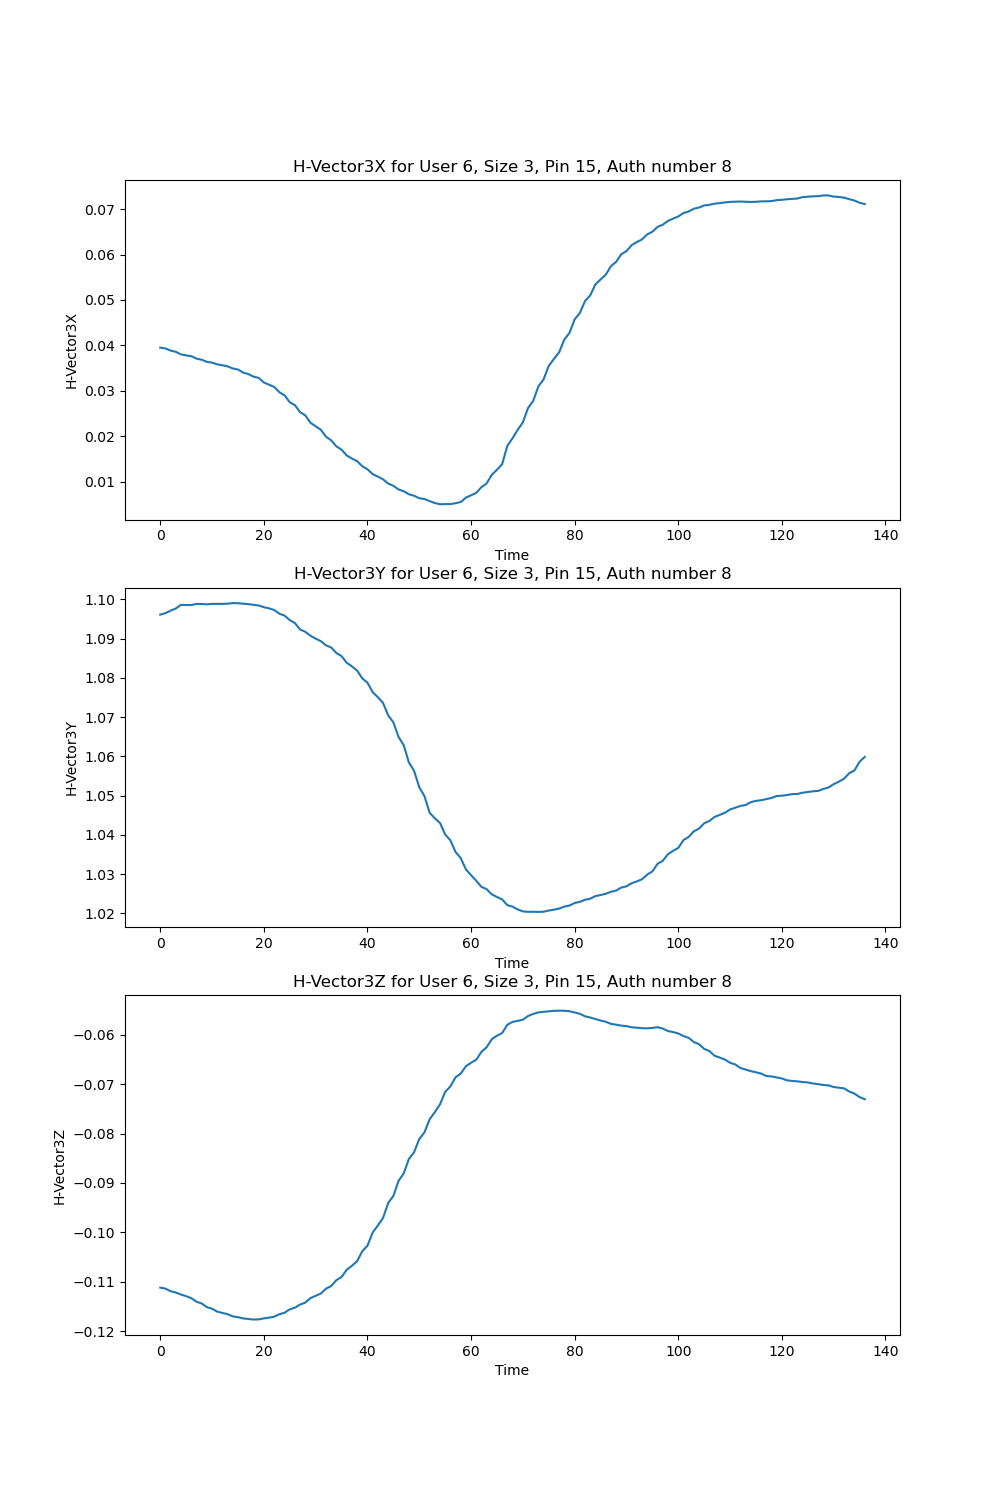 H-Vector3X for User 6, Size 3, Pin 15, Auth number 8
H-Vector3X
0.07
0.06
0.05
0.04
0.03
0.02
0.01
0 20 40 60 80 100 120 140
Time
H-Vector3Y for User 6, Size 3, Pin 15, Auth number 8
H-Vector3Y
1.10
1.09
1.08
1.07
1.06
1.05
1.04
1.03
1.02
0 20 40 60 80 100 120 140
Time
H-Vector3Z for User 6, Size 3, Pin 15, Auth number 8
H-Vector3Z
−0.06
−0.07
−0.08
−0.09
−0.10
−0.11
−0.12
0 20 40 60 80 100 120 140
Time